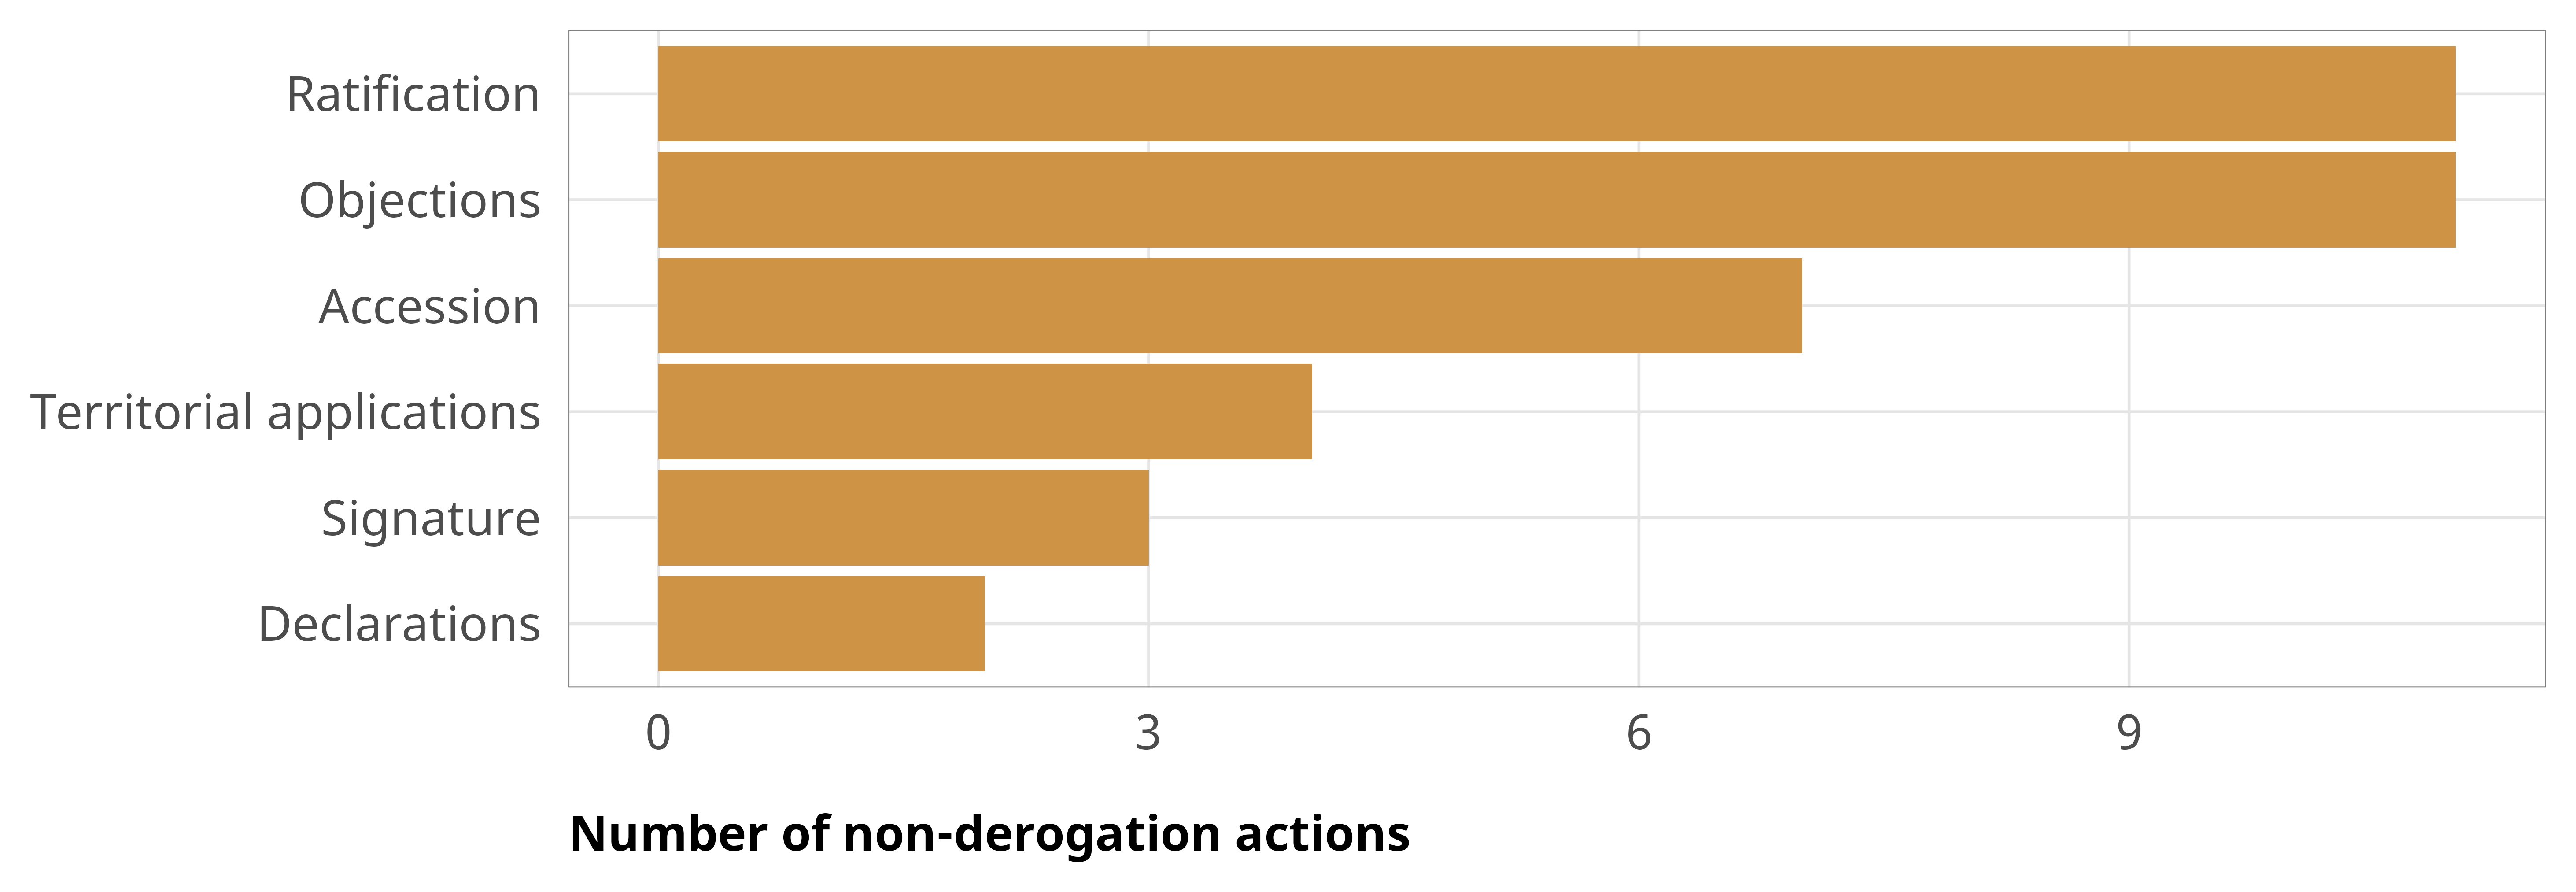 Ratification
Objections
Accession
Territorial applications
Signature
Declarations
0 3 6 9
Number of non-derogation actions